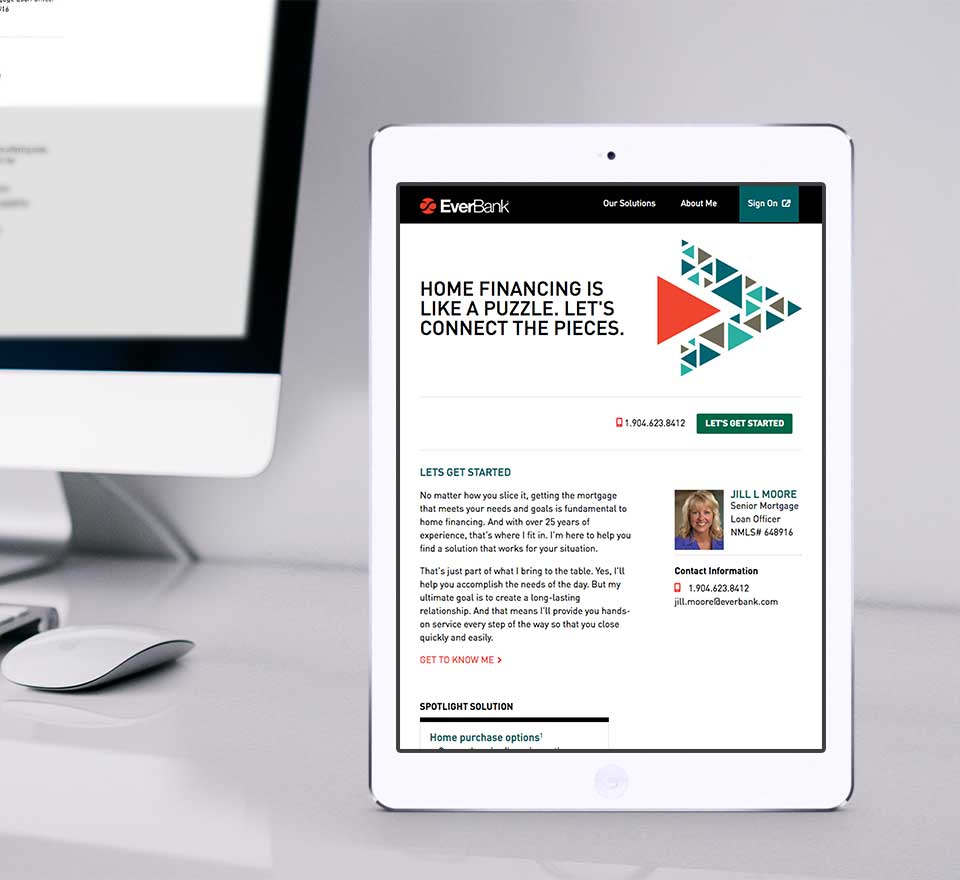 916
EverBank
Our Solutions
About Me
Sign On
HOME FINANCING IS
LIKE A PUZZLE. LET'S
CONNECT THE PIECES.
1.904.623.8412
LET'S GET STARTED
LETS GET STARTED
No matter how you slice it, getting the mortgage
that meets your needs and goals is fundamental to
home financing. And with over 25 years of
experience, that's where I fit in. I'm here to help you
find a solution that works for your situation.
That's just part of what I bring to the table. Yes, I'll
help you accomplish the needs of the day. But my
ultimate goal is to create a long-lasting
relationship. And that means I'll provide you hands-
on service every step of the way so that you close
quickly and easily.
GET TO KNOW ME >
JILL L MOORE
Senior Mortgage
Loan Officer
NMLS# 648916
Contact Information
1.904.623.8412
jill.moore@everbank.com
SPOTLIGHT SOLUTION
Home purchase options¹